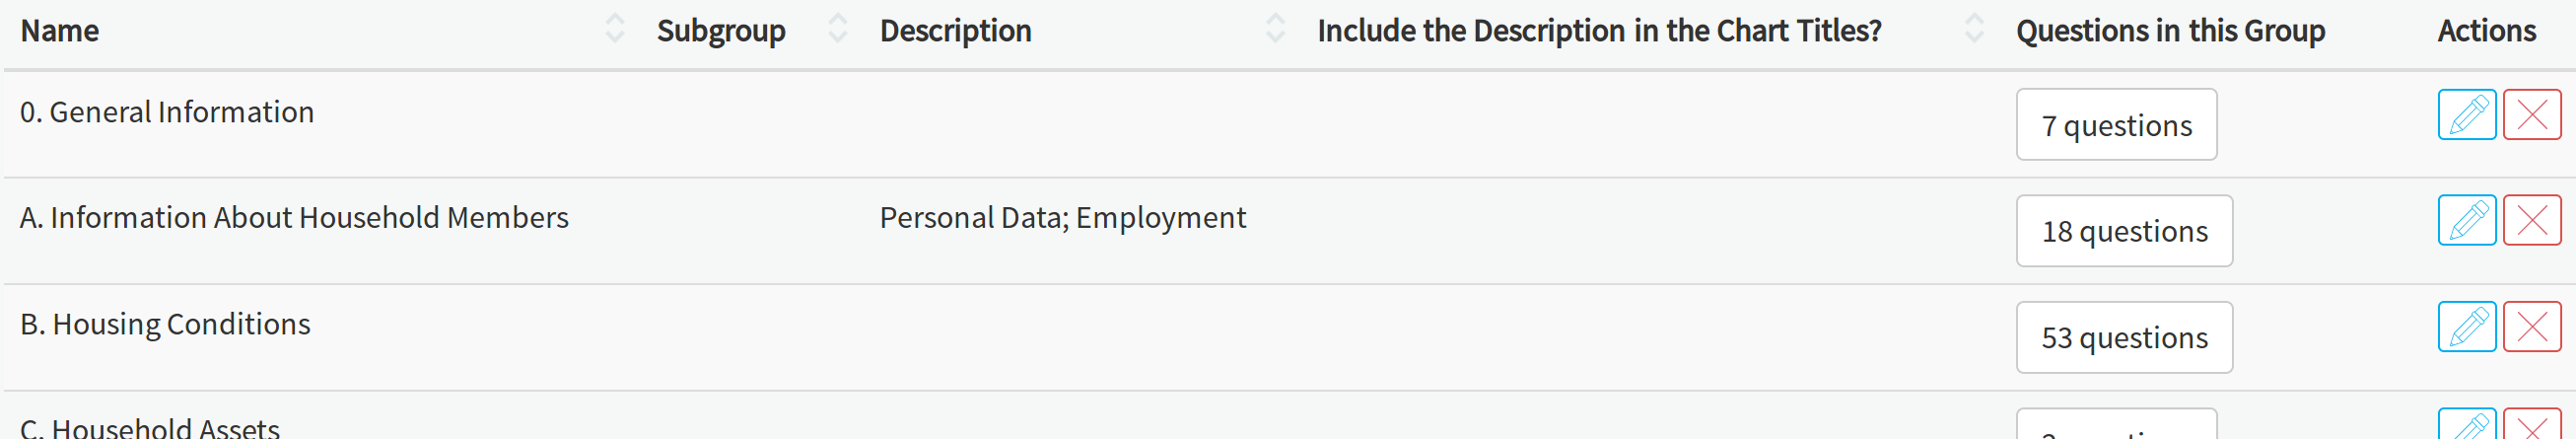 Name Subgroup Description Include the Description in the Chart Titles? Questions in this Group Actions
0. General Information 7 questions
A. Information About Household Members Personal Data; Employment 18 questions
B. Housing Conditions 53 questions
C. Household Assets